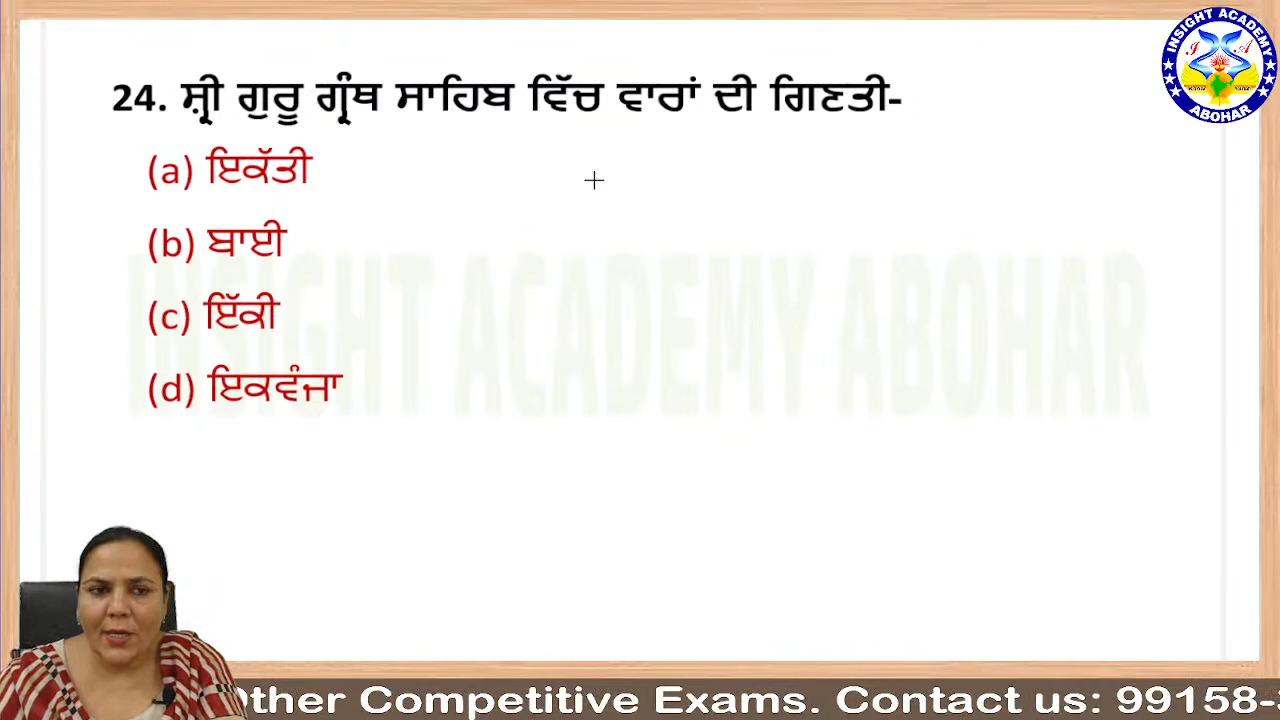 INSIGHT ACADEMY
I A
ABOHAR
24. ਸ਼੍ਰੀ ਗੁਰੂ ਗ੍ਰੰਥ ਸਾਹਿਬ ਵਿੱਚ ਵਾਰਾਂ ਦੀ ਗਿਣਤੀ-
(a) ਇਕੱਤੀ
(b) ਬਾਈ
(c) ਇੱਕੀ
(d) ਇਕਵੰਜਾ
INSIGHT ACADEMY ABOHAR
Other Competitive Exams. Contact us: 99158-